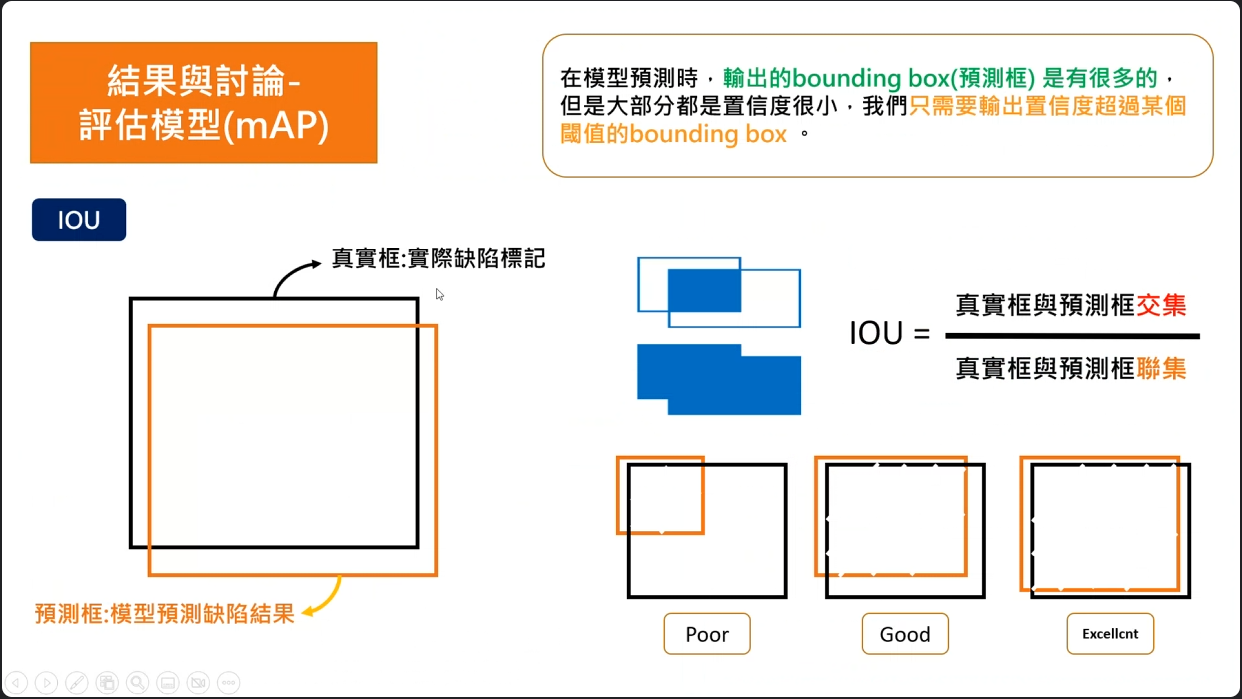 結果與討論-
評估模型(mAP)
在模型預測時，輸出的bounding box(預測框) 是有很多的，
但是大部分都是置信度很小，我們只需要輸出置信度超過某個
閾值的bounding box 。
IOU
真實框:實際缺陷標記
預測框:模型預測缺陷結果
IOU =
真實框與預測框交集
真實框與預測框聯集
Poor
Good
Excellcnt